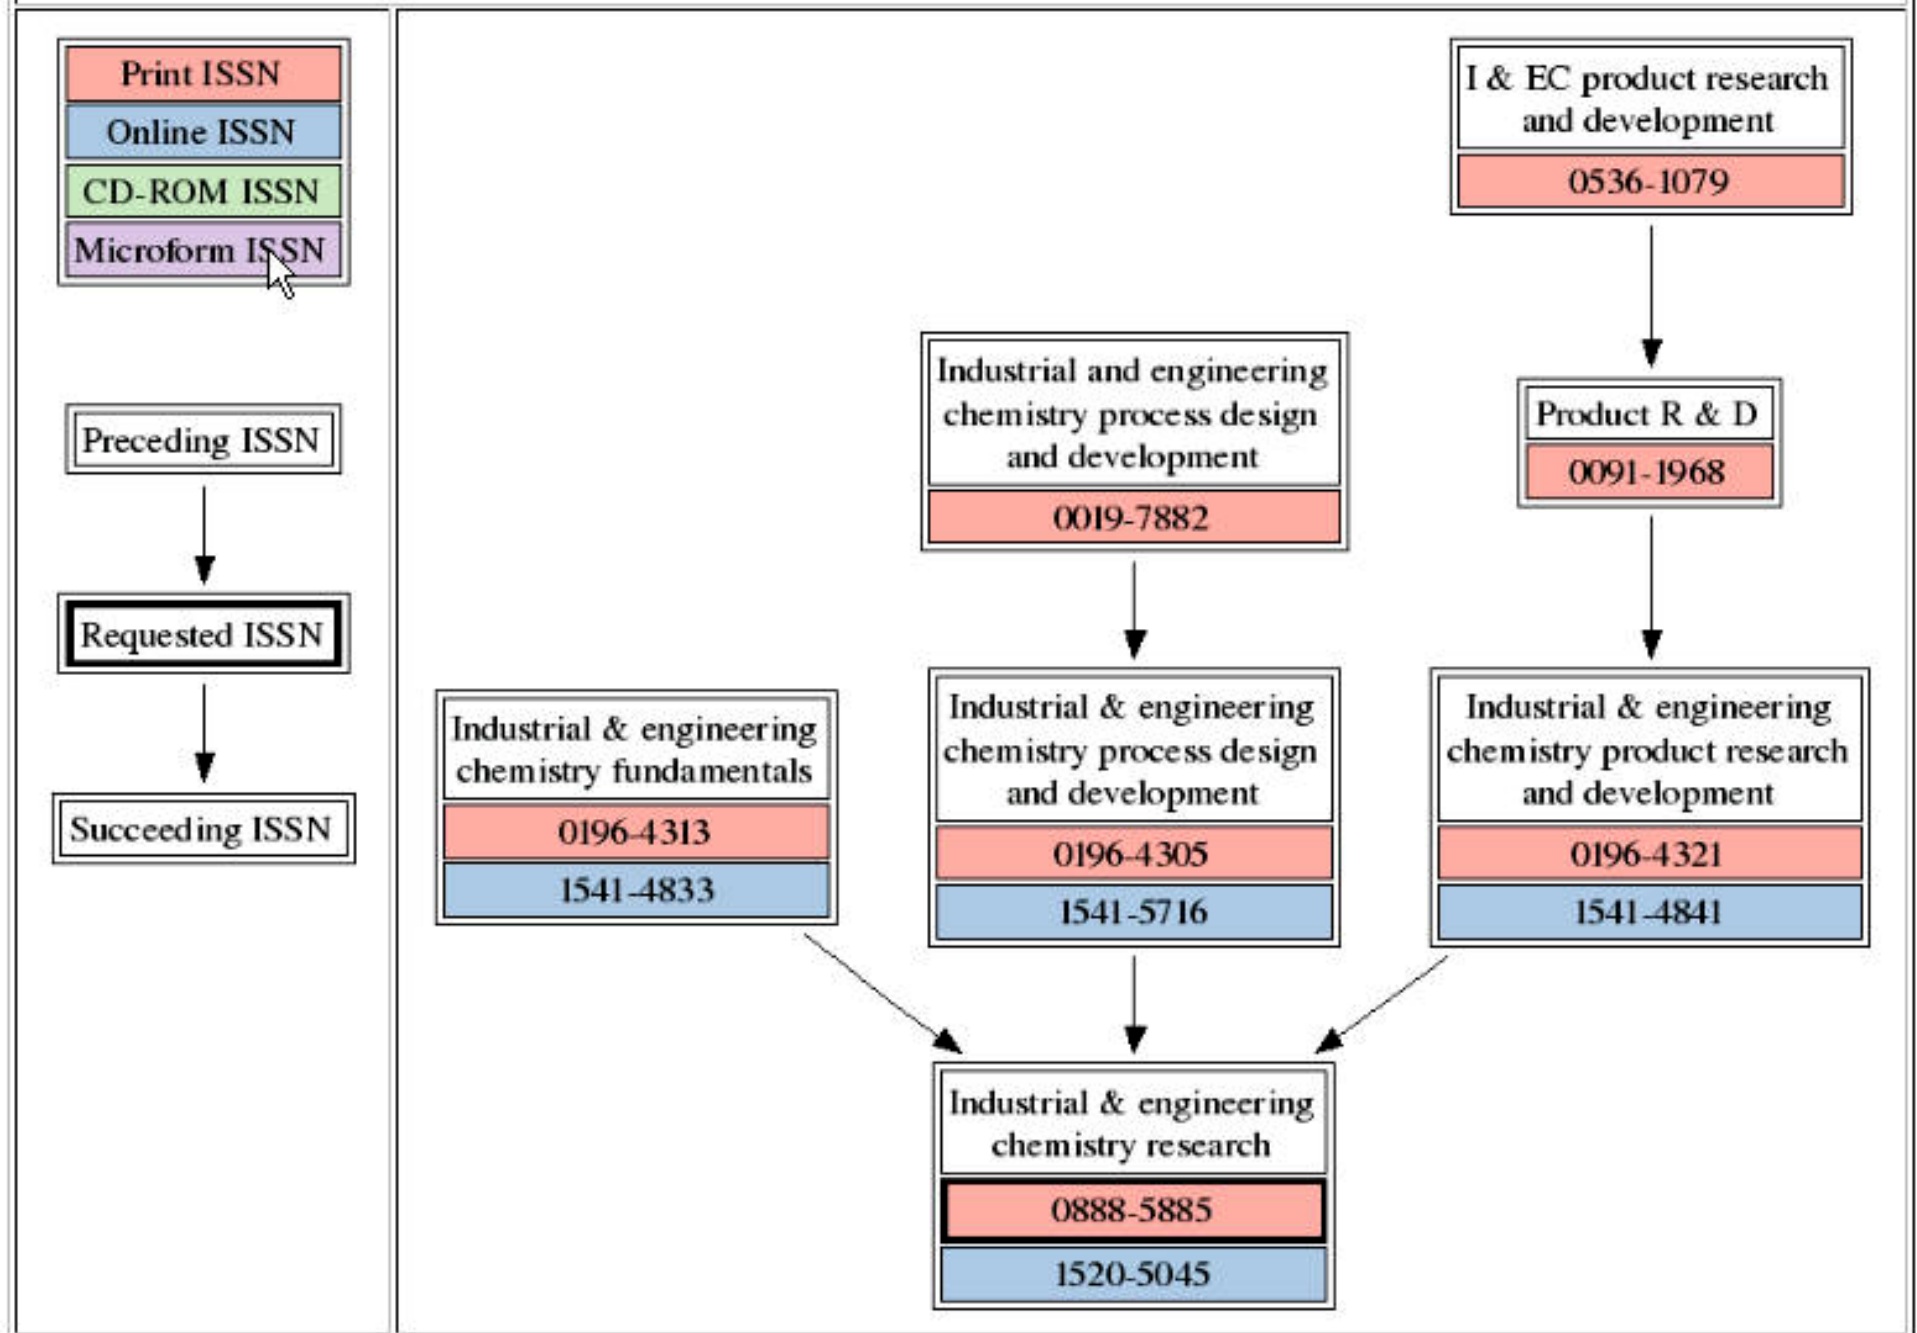 Print ISSN
Online ISSN
CD-ROM ISSN
Microform ISSN
Preceding ISSN
Requested ISSN
Succeeding ISSN
I & EC product research
and development
0536-1079
Industrial and engineering
chemistry process design
and development
0019-7882
Product R & D
0091-1968
Industrial & engineering
chemistry fundamentals
0196-4313
1541-4833
Industrial & engineering
chemistry process design
and development
0196-4305
1541-5716
Industrial & engineering
chemistry product research
and development
0196-4321
1541-4841
Industrial & engineering
chemistry research
0888-5885
1520-5045